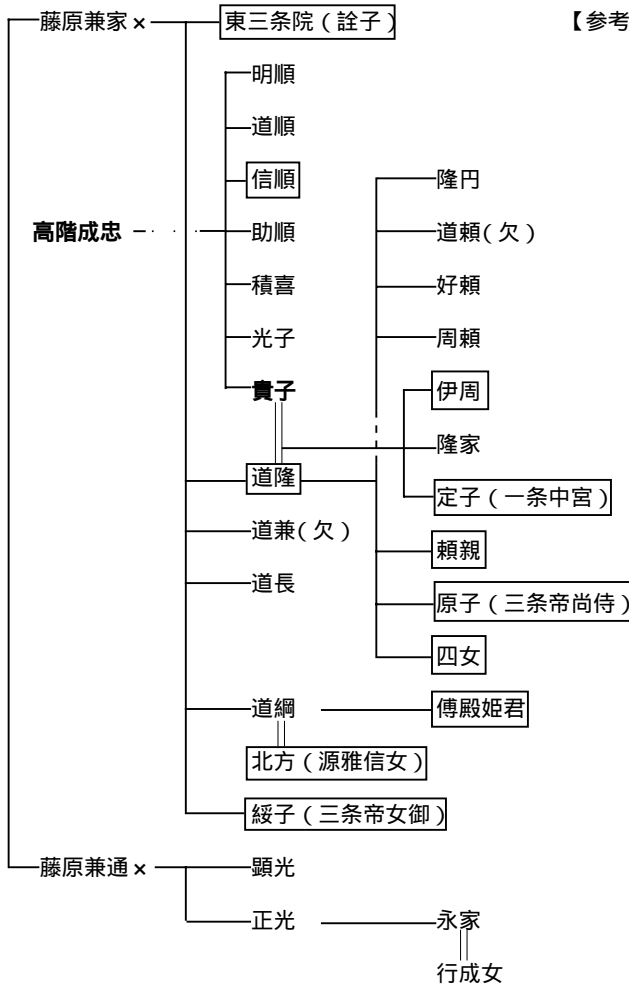 藤原兼家 × 東三条院（詮子） 【参考
明順
道順
信順 隆円
高階成忠 助順 道頼(欠)
積喜 好頼
光子 周頼
貴子 伊周
隆家
道隆 定子（一条中宮）
道兼(欠) 頼親
道長 原子（三条帝尚侍）
四女
道綱 傅殿姫君
北方（源雅信女）
綏子（三条帝女御）
藤原兼通 × 顕光
正光 永家
行成女